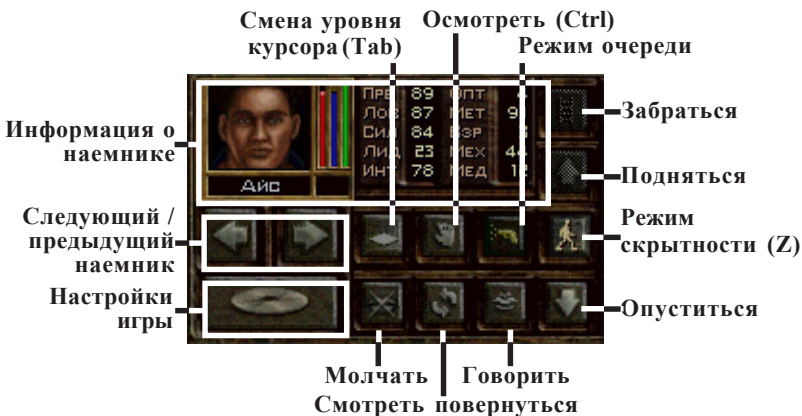 Смена уровня
курсора (Tab)
Осмотреть (Ctrl)
Режим очереди
Информация о
наемнике
Пре 89 Опт
Лов 87 Мет
Сил 84 Взр
Лид 23 Мех 44
Инт 78 Мед 12
Айс
Забраться
Подняться
Следующий /
предыдущий
наемник
Режим
скрытности (Z)
Настройки
игры
Опуститься
Молчать
Говорить
Смотреть повернуться